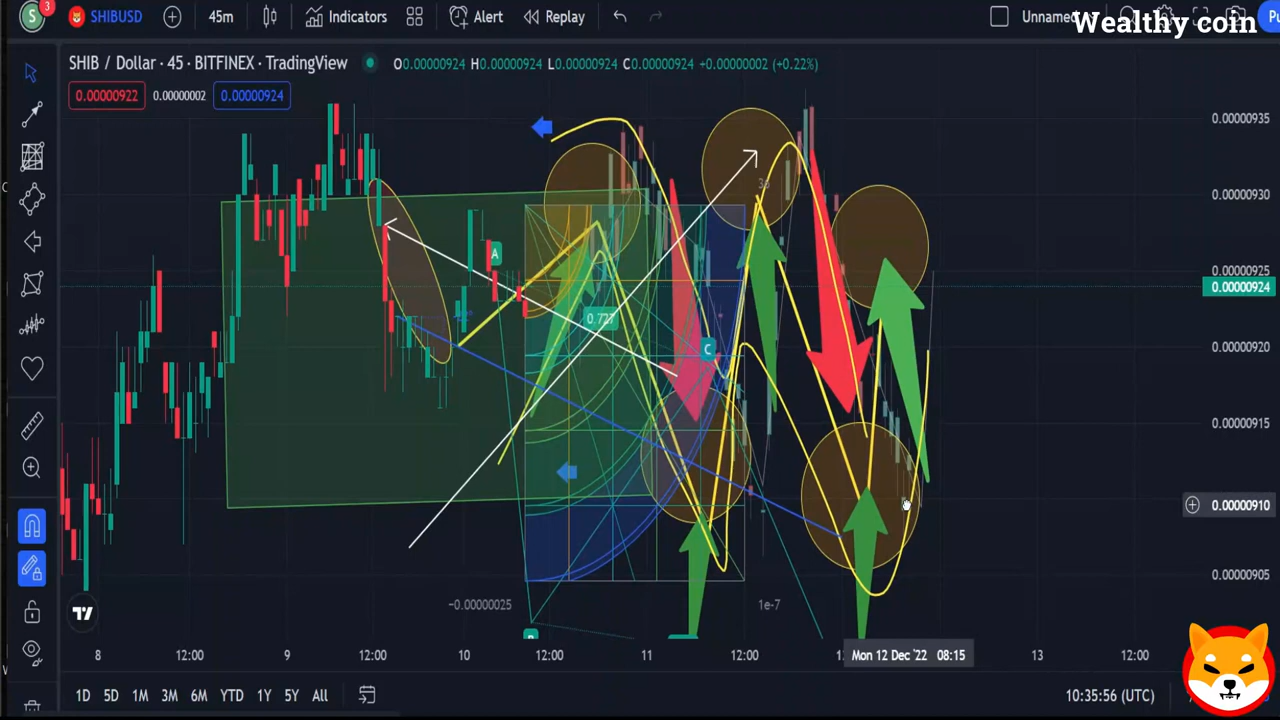 S 3 SHIBUSD 45m Indicators Alert Replay Unnamed
Wealthy coin
SHIB / Dollar · 45 · BITFINEX · TradingView O0.00000924 H0.00000924 L0.00000924 C0.00000924 +0.00000002 (+0.22%)
0.00000922 0.00000002 0.00000924
0.00000935
0.00000930
A
0.00000925
0.00000924
0.727
C
0.00000920
0.00000915
0.00000910
0.00000905
−0.00000025 1e-7
B
8 12:00 9 12:00 10 12:00 11 12:00 Mon 12 Dec '22 08:15 13 12:00
1D 5D 1M 3M 6M YTD 1Y 5Y All 10:35:56 (UTC)